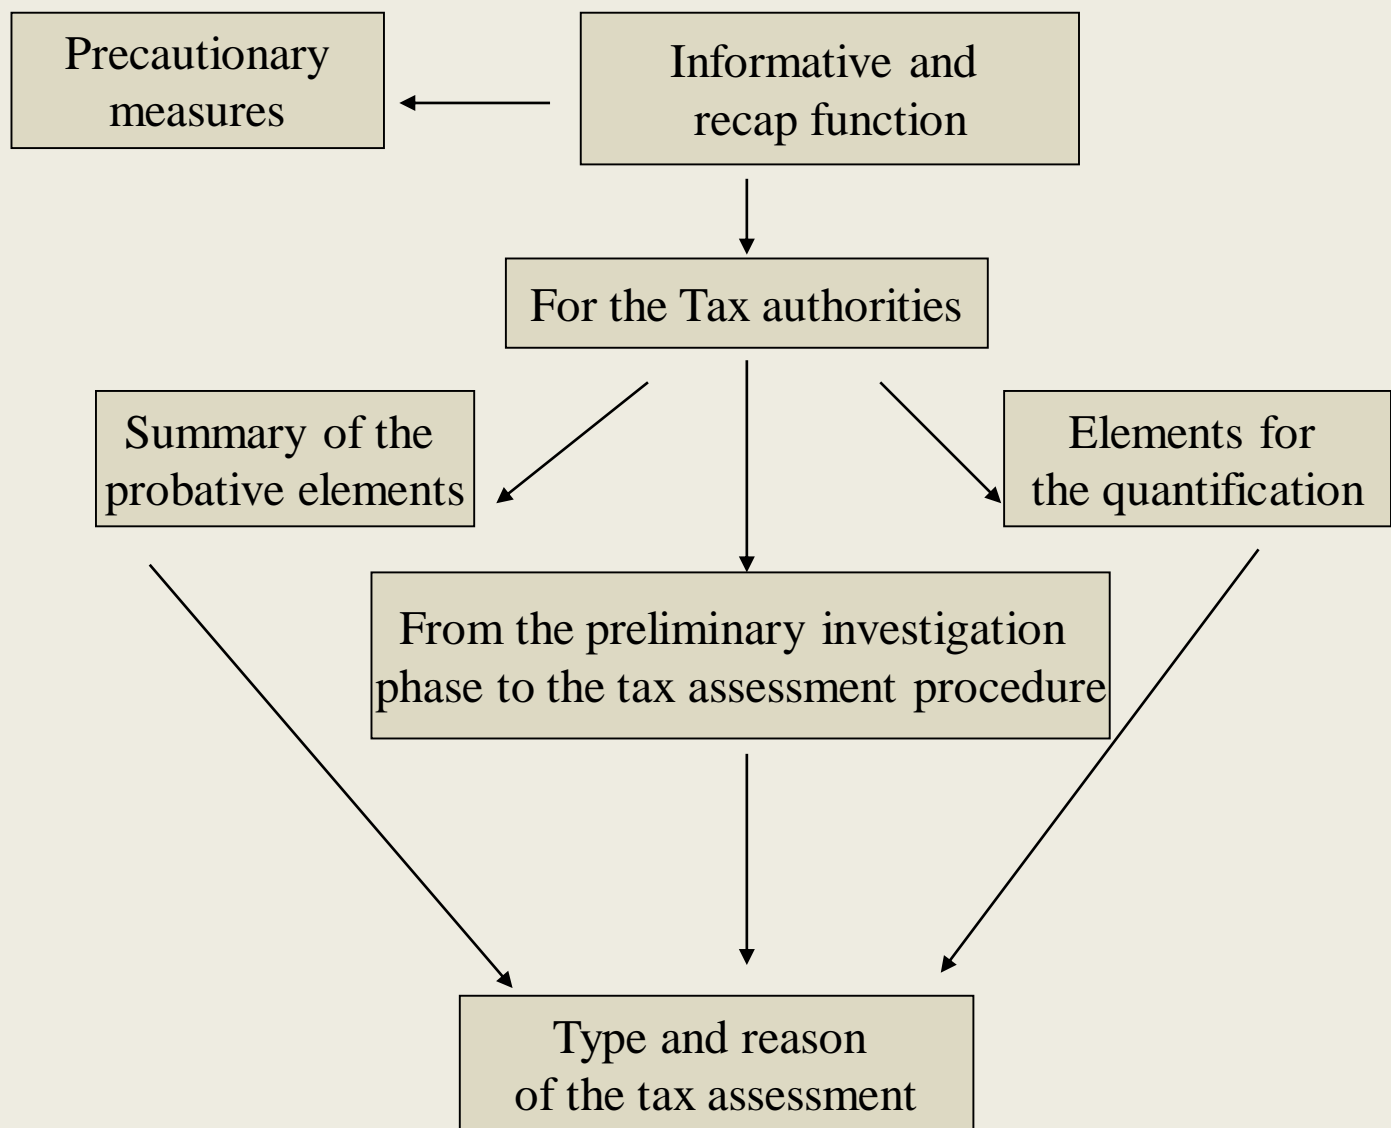 Precautionary
measures
Informative and
recap function
For the Tax authorities
Summary of the
probative elements
Elements for
the quantification
From the preliminary investigation
phase to the tax assessment procedure
Type and reason
of the tax assessment